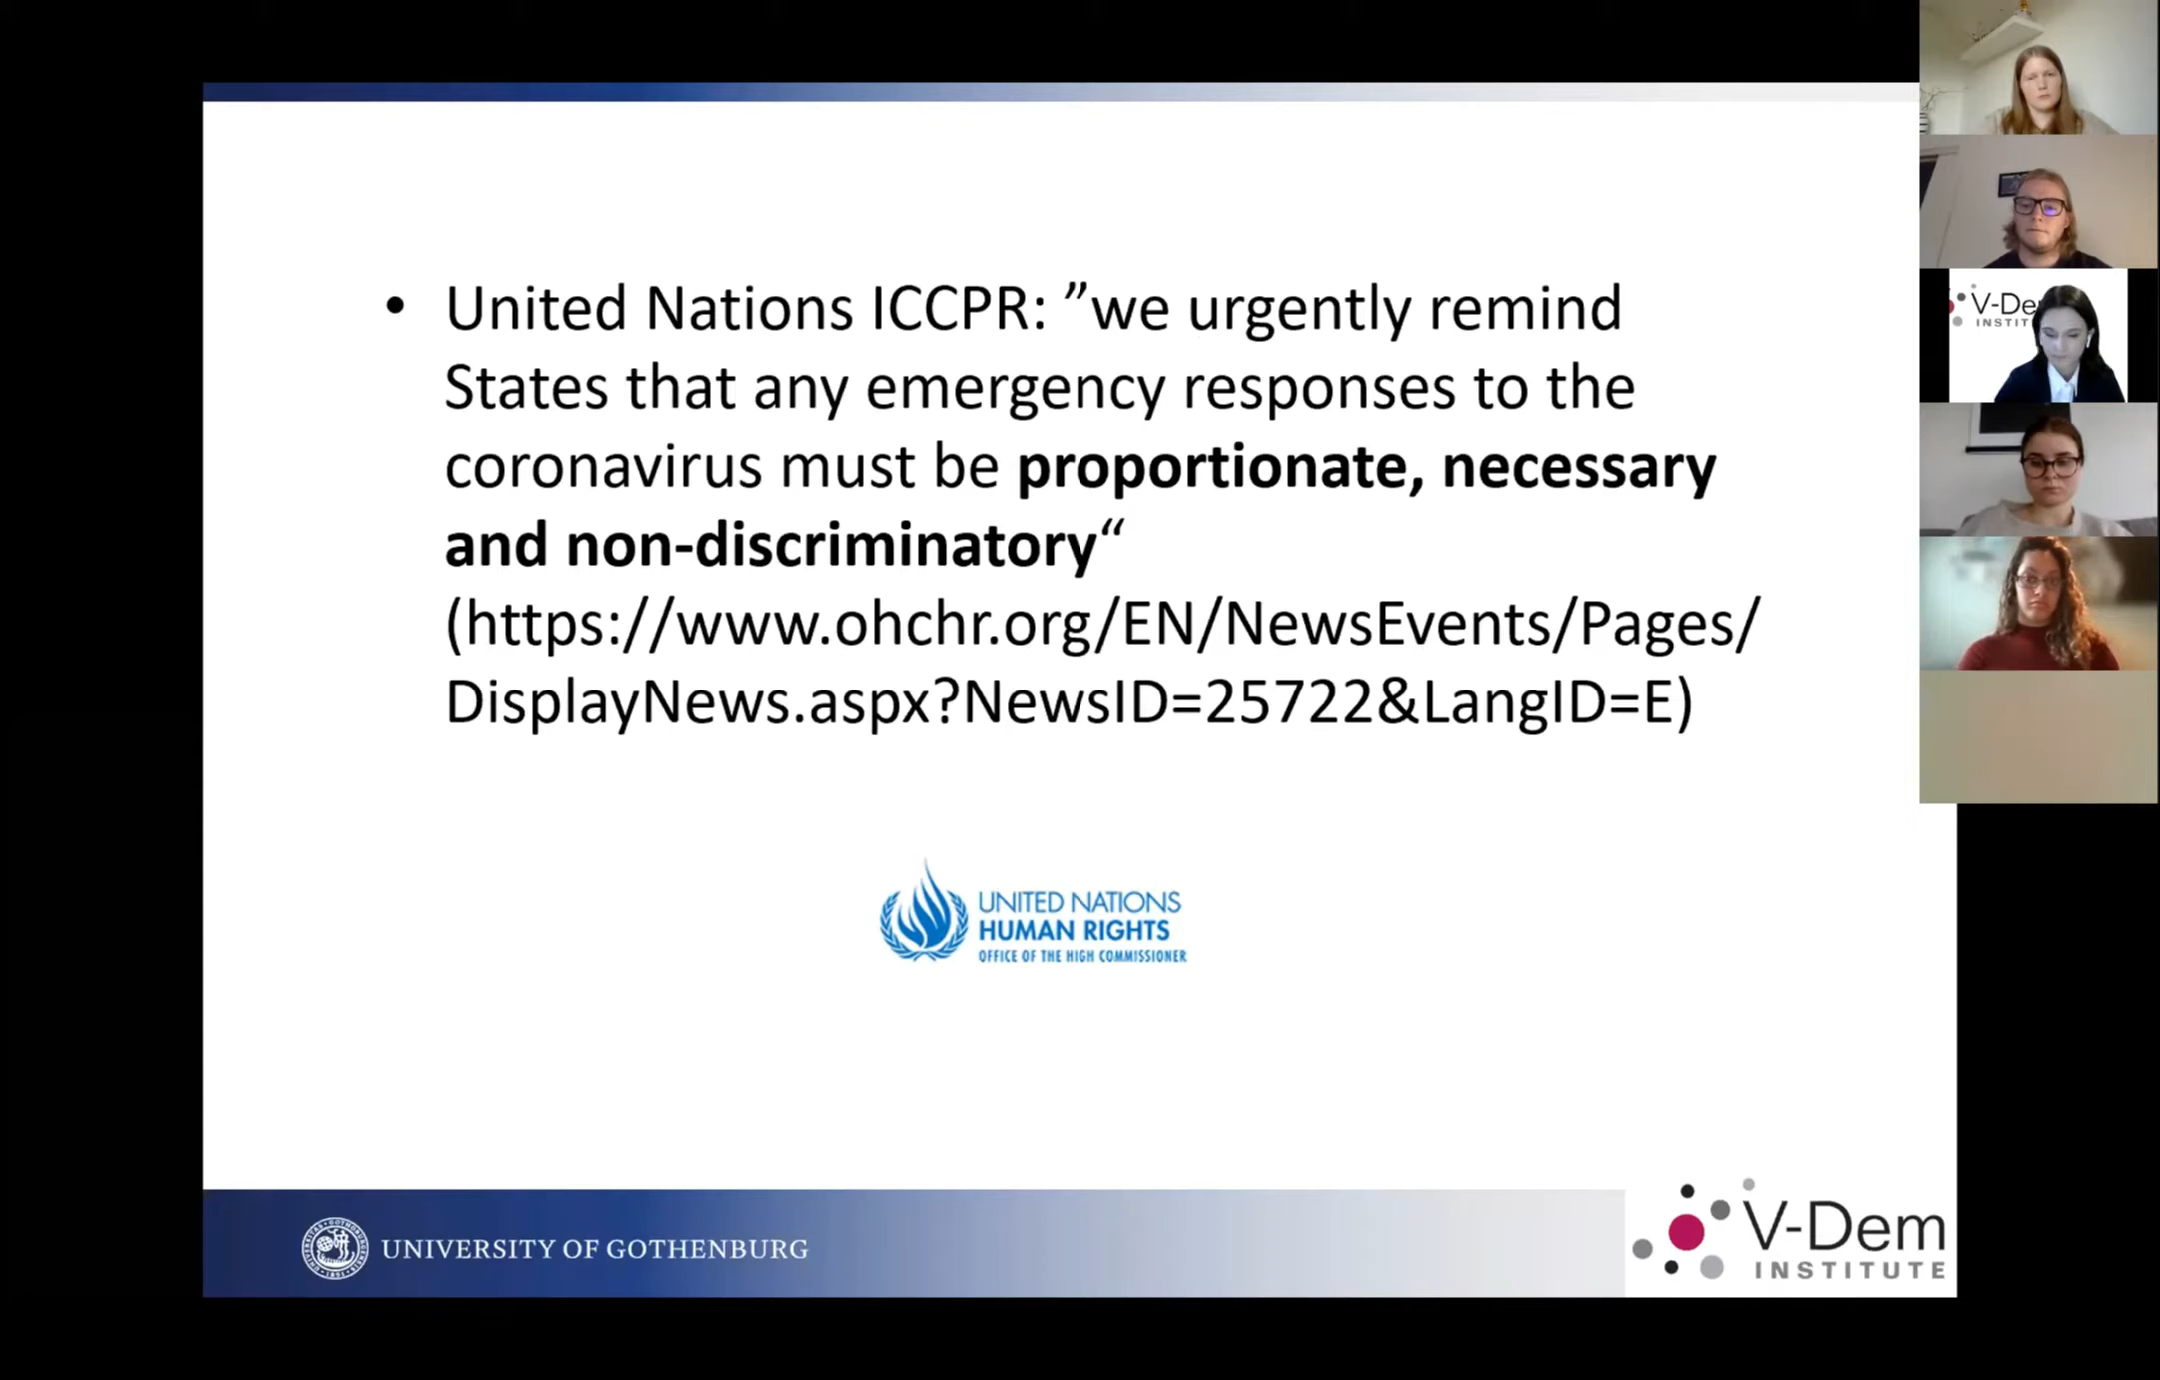 • United Nations ICCPR: ”we urgently remind
States that any emergency responses to the
coronavirus must be proportionate, necessary
and non-discriminatory“
(https://www.ohchr.org/EN/NewsEvents/Pages/
DisplayNews.aspx?NewsID=25722&LangID=E)
UNITED NATIONS
HUMAN RIGHTS
OFFICE OF THE HIGH COMMISSIONER
UNIVERSITY OF GOTHENBURG
V-Dem
INSTITUTE